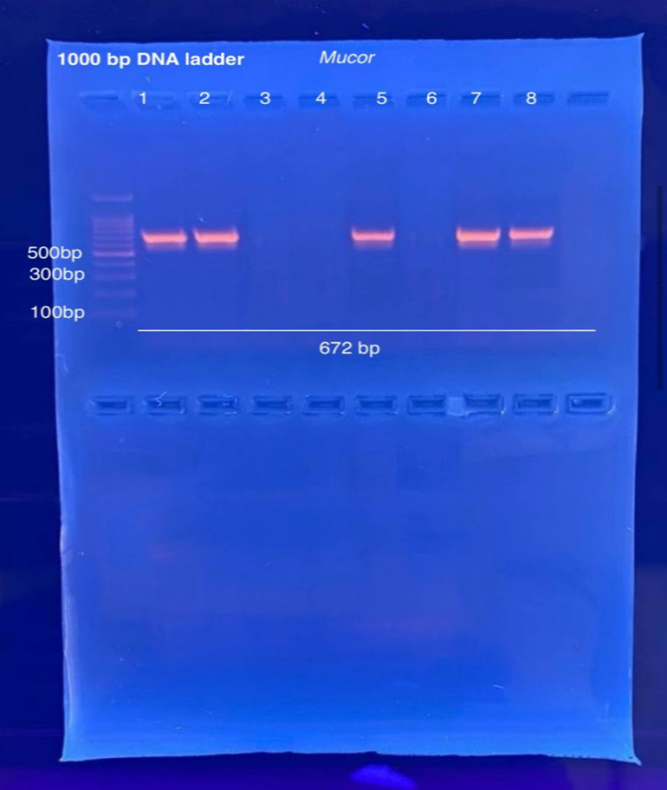 1000 bp DNA ladder Mucor
1 2 3 4 5 6 7 8
500bp
300bp
100bp
672 bp